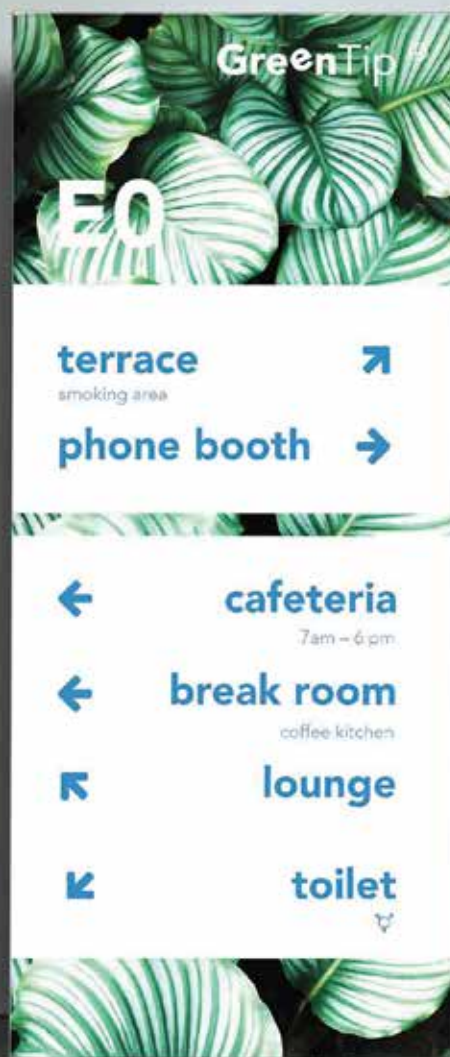 GreenTip
E0
terrace
smoking area
phone booth
cafeteria
7am – 6 pm
break room
coffee kitchen
lounge
toilet